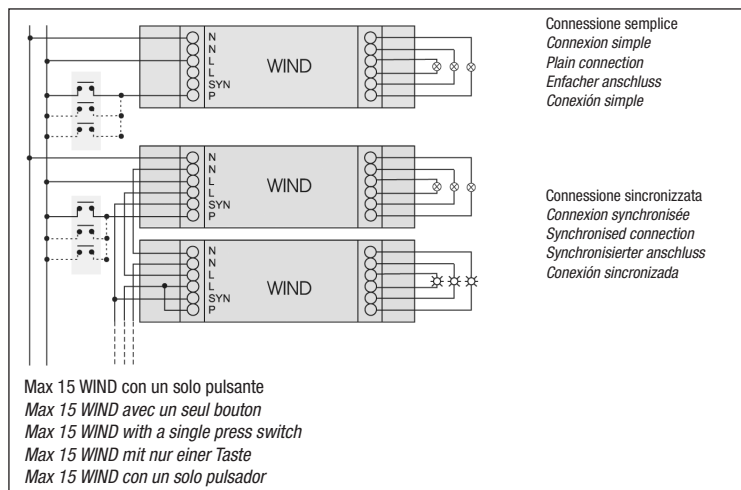 N
N
L
L
SYN
P
WIND
Connessione semplice
Connexion simple
Plain connection
Enfacher anschluss
Conexión simple
N
N
L
L
SYN
P
WIND
Connessione sincronizzata
Connexion synchronisée
Synchronised connection
Synchronisierter anschluss
Conexión sincronizada
N
N
L
L
SYN
P
WIND
Max 15 WIND con un solo pulsante
Max 15 WIND avec un seul bouton
Max 15 WIND with a single press switch
Max 15 WIND mit nur einer Taste
Max 15 WIND con un solo pulsador